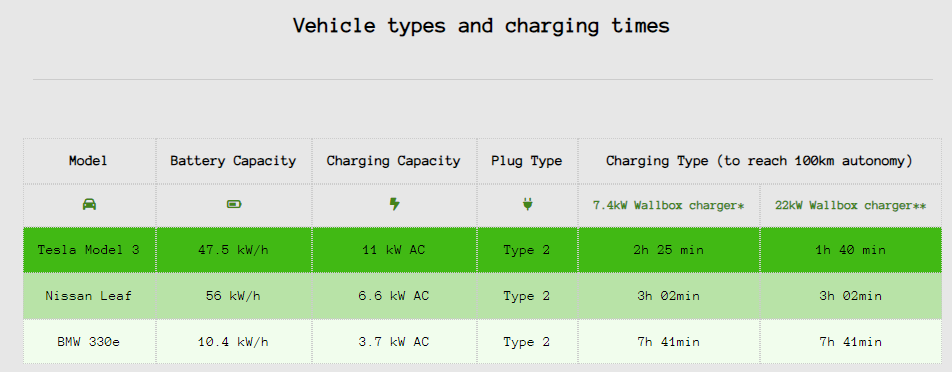 Vehicle types and charging times
Model Battery Capacity Charging Capacity Plug Type Charging Type (to reach 100km autonomy)
7.4kW Wallbox charger* 22kW Wallbox charger**
Tesla Model 3 47.5 kW/h 11 kW AC Type 2 2h 25 min 1h 40 min
Nissan Leaf 56 kW/h 6.6 kW AC Type 2 3h 02min 3h 02min
BMW 330e 10.4 kW/h 3.7 kW AC Type 2 7h 41min 7h 41min